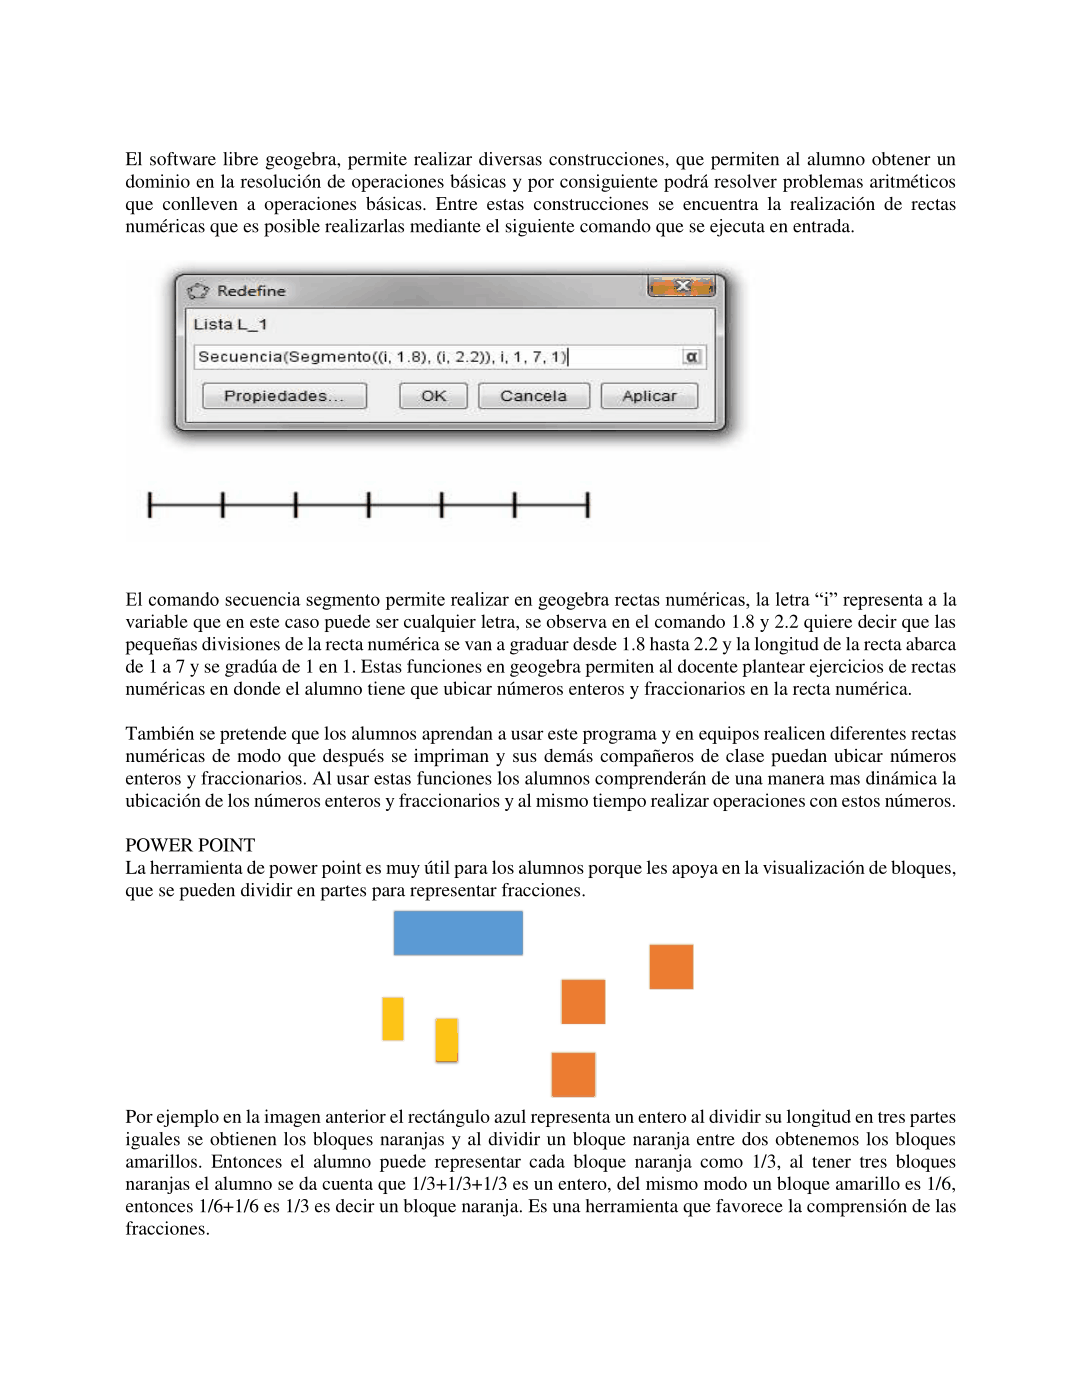 El software libre geogebra, permite realizar diversas construcciones, que permiten al alumno obtener un
dominio en la resolución de operaciones básicas y por consiguiente podrá resolver problemas aritméticos
que conlleven a operaciones básicas. Entre estas construcciones se encuentra la realización de rectas
numéricas que es posible realizarlas mediante el siguiente comando que se ejecuta en entrada.
Redefine
Lista L_1
Secuencia(Segmento((i, 1.8), (i, 2.2)), i, 1, 7, 1) α
Propiedades... OK Cancela Aplicar
El comando secuencia segmento permite realizar en geogebra rectas numéricas, la letra “i” representa a la
variable que en este caso puede ser cualquier letra, se observa en el comando 1.8 y 2.2 quiere decir que las
pequeñas divisiones de la recta numérica se van a graduar desde 1.8 hasta 2.2 y la longitud de la recta abarca
de 1 a 7 y se gradúa de 1 en 1. Estas funciones en geogebra permiten al docente plantear ejercicios de rectas
numéricas en donde el alumno tiene que ubicar números enteros y fraccionarios en la recta numérica.
También se pretende que los alumnos aprendan a usar este programa y en equipos realicen diferentes rectas
numéricas de modo que después se impriman y sus demás compañeros de clase puedan ubicar números
enteros y fraccionarios. Al usar estas funciones los alumnos comprenderán de una manera mas dinámica la
ubicación de los números enteros y fraccionarios y al mismo tiempo realizar operaciones con estos números.
POWER POINT
La herramienta de power point es muy útil para los alumnos porque les apoya en la visualización de bloques,
que se pueden dividir en partes para representar fracciones.
Por ejemplo en la imagen anterior el rectángulo azul representa un entero al dividir su longitud en tres partes
iguales se obtienen los bloques naranjas y al dividir un bloque naranja entre dos obtenemos los bloques
amarillos. Entonces el alumno puede representar cada bloque naranja como 1/3, al tener tres bloques
naranjas el alumno se da cuenta que 1/3+1/3+1/3 es un entero, del mismo modo un bloque amarillo es 1/6,
entonces 1/6+1/6 es 1/3 es decir un bloque naranja. Es una herramienta que favorece la comprensión de las
fracciones.